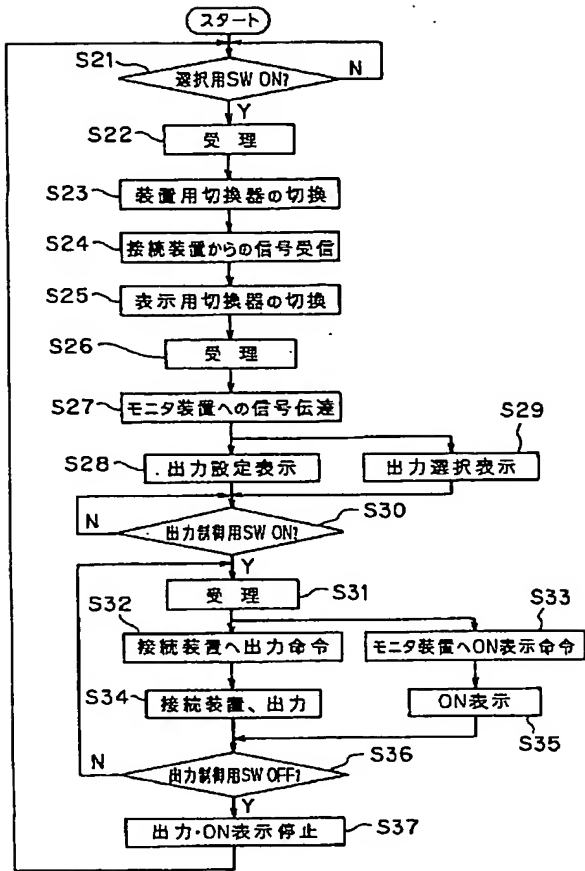 スタート
S21
選択用SW ON?
N
Y
S22
受理
S23
装置用切換器の切換
S24
接続装置からの信号受信
S25
表示用切換器の切換
S26
受理
S27
モニタ装置への信号伝達
S28
出力設定表示
S29
出力選択表示
S30
出力制御用SW ON?
N
Y
受理
S31
S32
接続装置へ出力命令
S33
モニタ装置へON表示命令
S34
接続装置、出力
ON表示
S35
S36
出力制御用SW OFF?
N
Y
出力・ON表示停止
S37